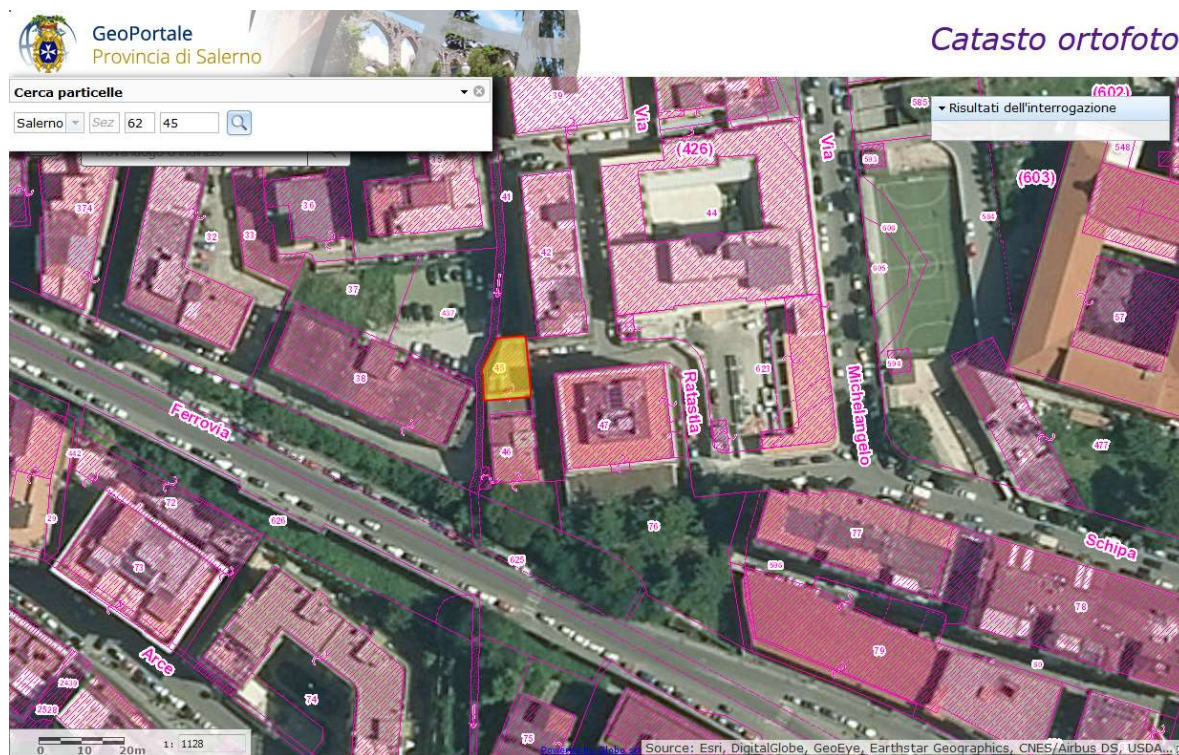 GeoPortale
Provincia di Salerno
Catasto ortofoto
Cerca particelle
Salerno Sez 62 45
Risultati dell'interrogazione
(602)
585
548
39
Via
Via
(426)
593
(603)
584
35
36
41
374
32
33
42
44
606
605
37
437
57
45
38
623
594
Ratastia
Michelangelo
47
Ferrovia
46
477
442
72
29
626
76
77
Schipa
625
73
596
78
79
80
Arce
74
2528
75
0 10 20m
1: 1128
Source: Esri, DigitalGlobe, GeoEye, Earthstar Geographics, CNES/Airbus DS, USDA...